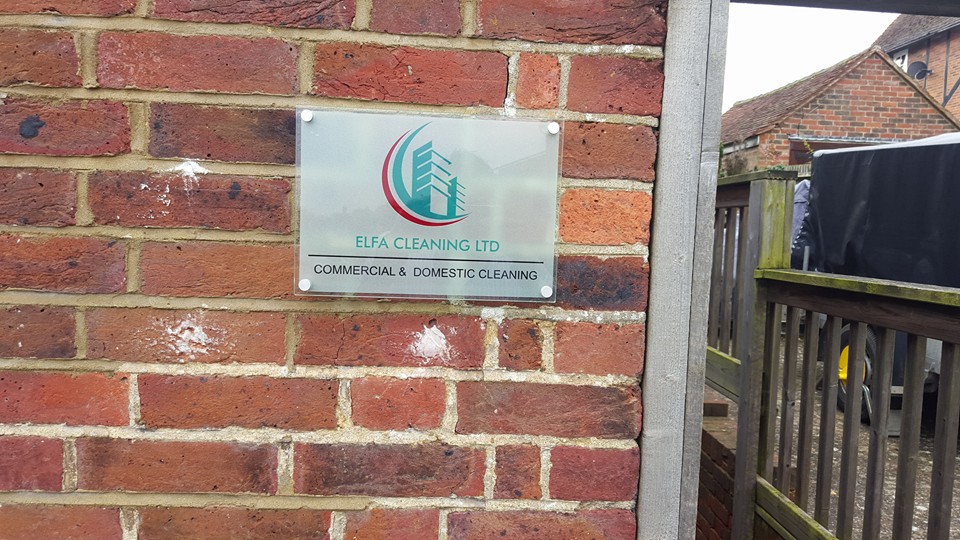 ELFA CLEANING LTD
COMMERCIAL & DOMESTIC CLEANING